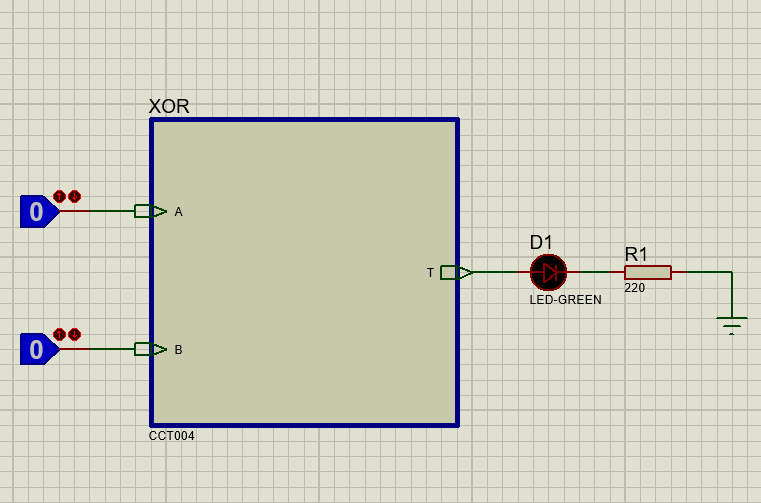 XOR
0
A
T
D1
LED-GREEN
R1
220
0
B
CCT004